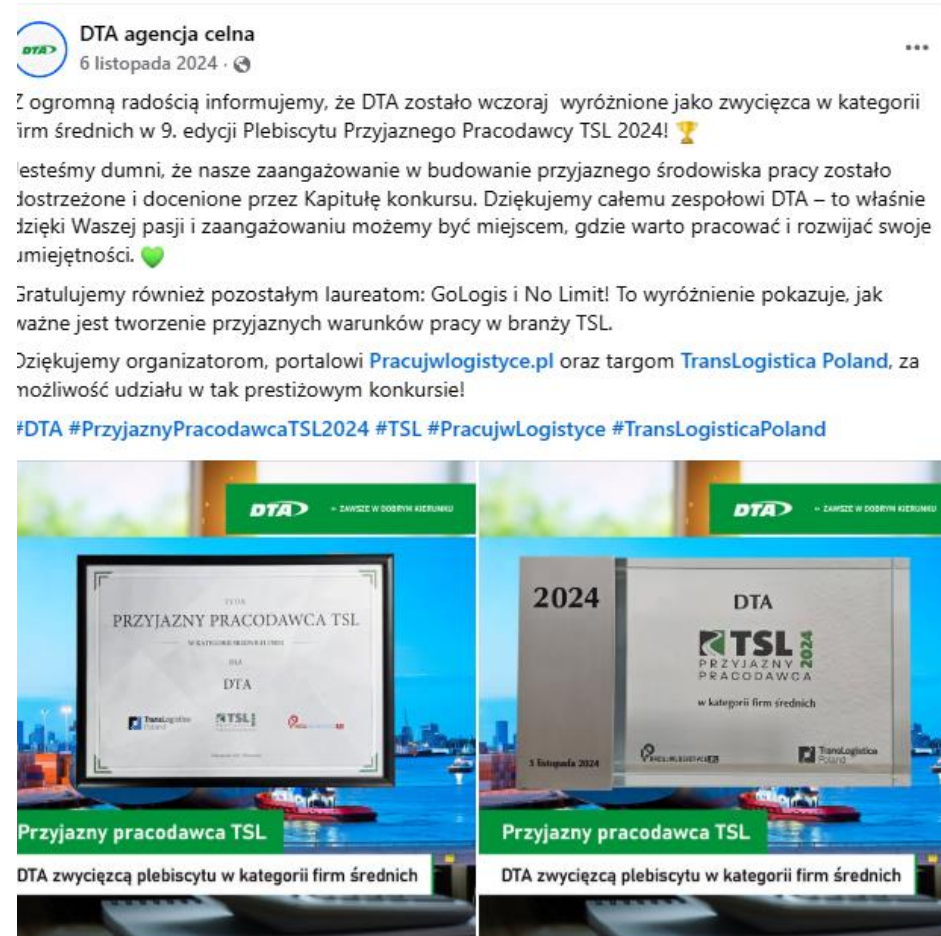 DTA agencja celna
6 listopada 2024
Z ogromną radością informujemy, że DTA zostało wczoraj wyróżnione jako zwycięzca w kategorii
firm średnich w 9. edycji Plebiscytu Przyjaznego Pracodawcy TSL 2024! 🏆
Jesteśmy dumni, że nasze zaangażowanie w budowanie przyjaznego środowiska pracy zostało
dostrzeżone i docenione przez Kapitułę konkursu. Dziękujemy całemu zespołowi DTA – to właśnie
dzięki Waszej pasji i zaangażowaniu możemy być miejscem, gdzie warto pracować i rozwijać swoje
umiejętności. 💚
Gratulujemy również pozostałym laureatom: GoLogis i No Limit! To wyróżnienie pokazuje, jak
ważne jest tworzenie przyjaznych warunków pracy w branży TSL.
Dziękujemy organizatorom, portalowi Pracujwlogistyce.pl oraz targom TransLogistica Poland, za
możliwość udziału w tak prestiżowym konkursie!
#DTA #PrzyjaznyPracodawcaTSL2024 #TSL #PracujwLogistyce #TransLogisticaPoland
DTA ZAWSZE W DOBRYM KIERUNKU
PRZYJAZNY PRACODAWCA TSL
W KATEGORII ŚREDNICH FIRM
DLA
DTA
TransLogistica
Poland
TSL
Przyjazny pracodawca TSL
DTA zwycięzcą plebiscytu w kategorii firm średnich
DTA ZAWSZE W DOBRYM KIERUNKU
2024
5 listopada 2024
DTA
TSL 2024
PRZYJAZNY
PRACODAWCA
w kategorii firm średnich
PRACUJWLOGISTYCE
TransLogistica
Poland
Przyjazny pracodawca TSL
DTA zwycięzcą plebiscytu w kategorii firm średnich